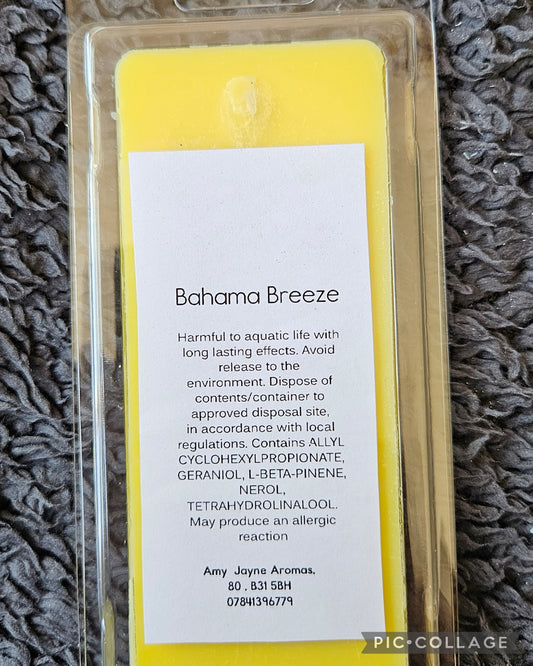 Bahama Breeze
Harmful to aquatic life with
long lasting effects. Avoid
release to the
environment. Dispose of
contents/container to
approved disposal site,
in accordance with local
regulations. Contains ALLYL
CYCLOHEXYLPROPIONATE,
GERANIOL, L-BETA-PINENE,
NEROL,
TETRAHYDROLINALOOL.
May produce an allergic
reaction
Amy Jayne Aromas,
80 . B31 5BH
07841396779
PIC•COLLAGE